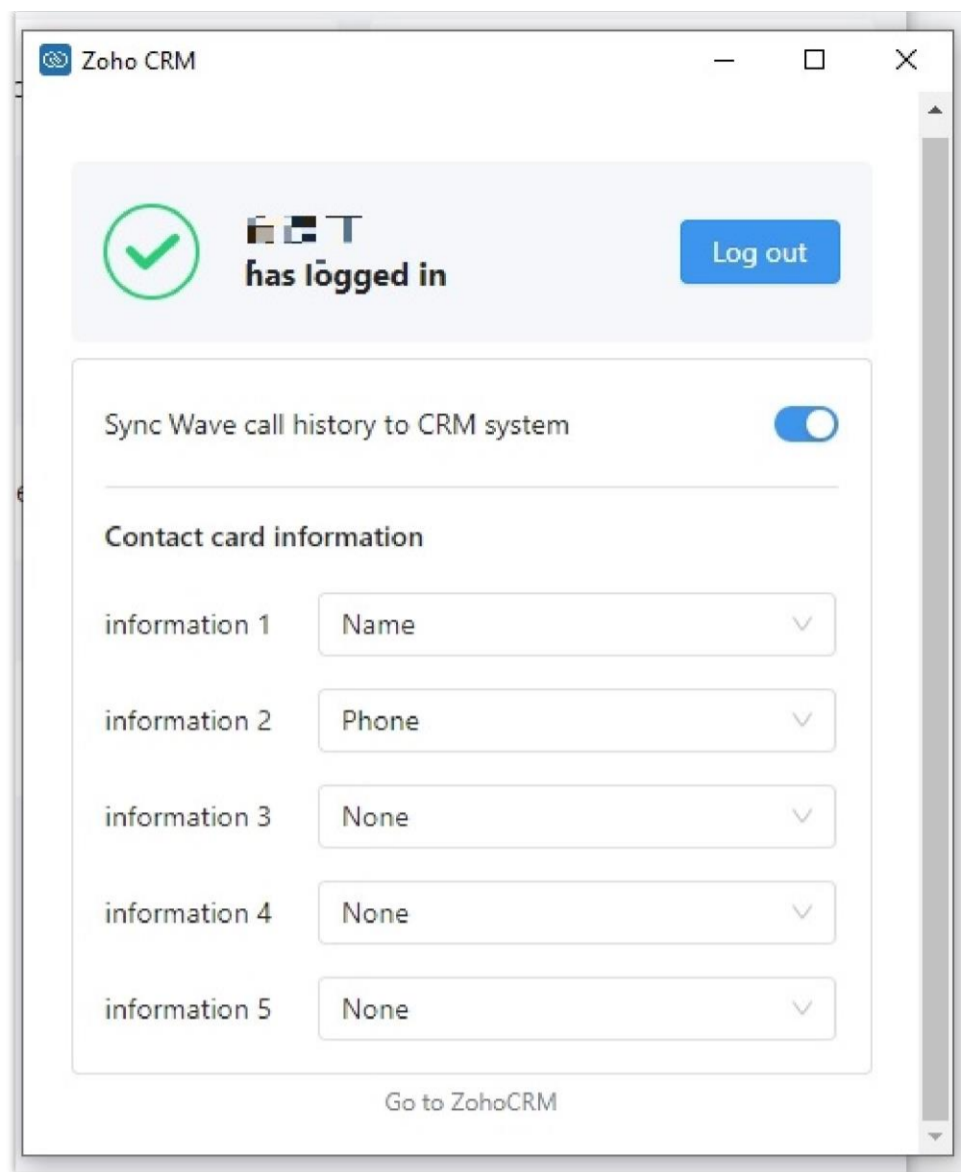 Zoho CRM
has logged in
Log out
Sync Wave call history to CRM system
Contact card information
information 1 Name
information 2 Phone
information 3 None
information 4 None
information 5 None
Go to ZohoCRM